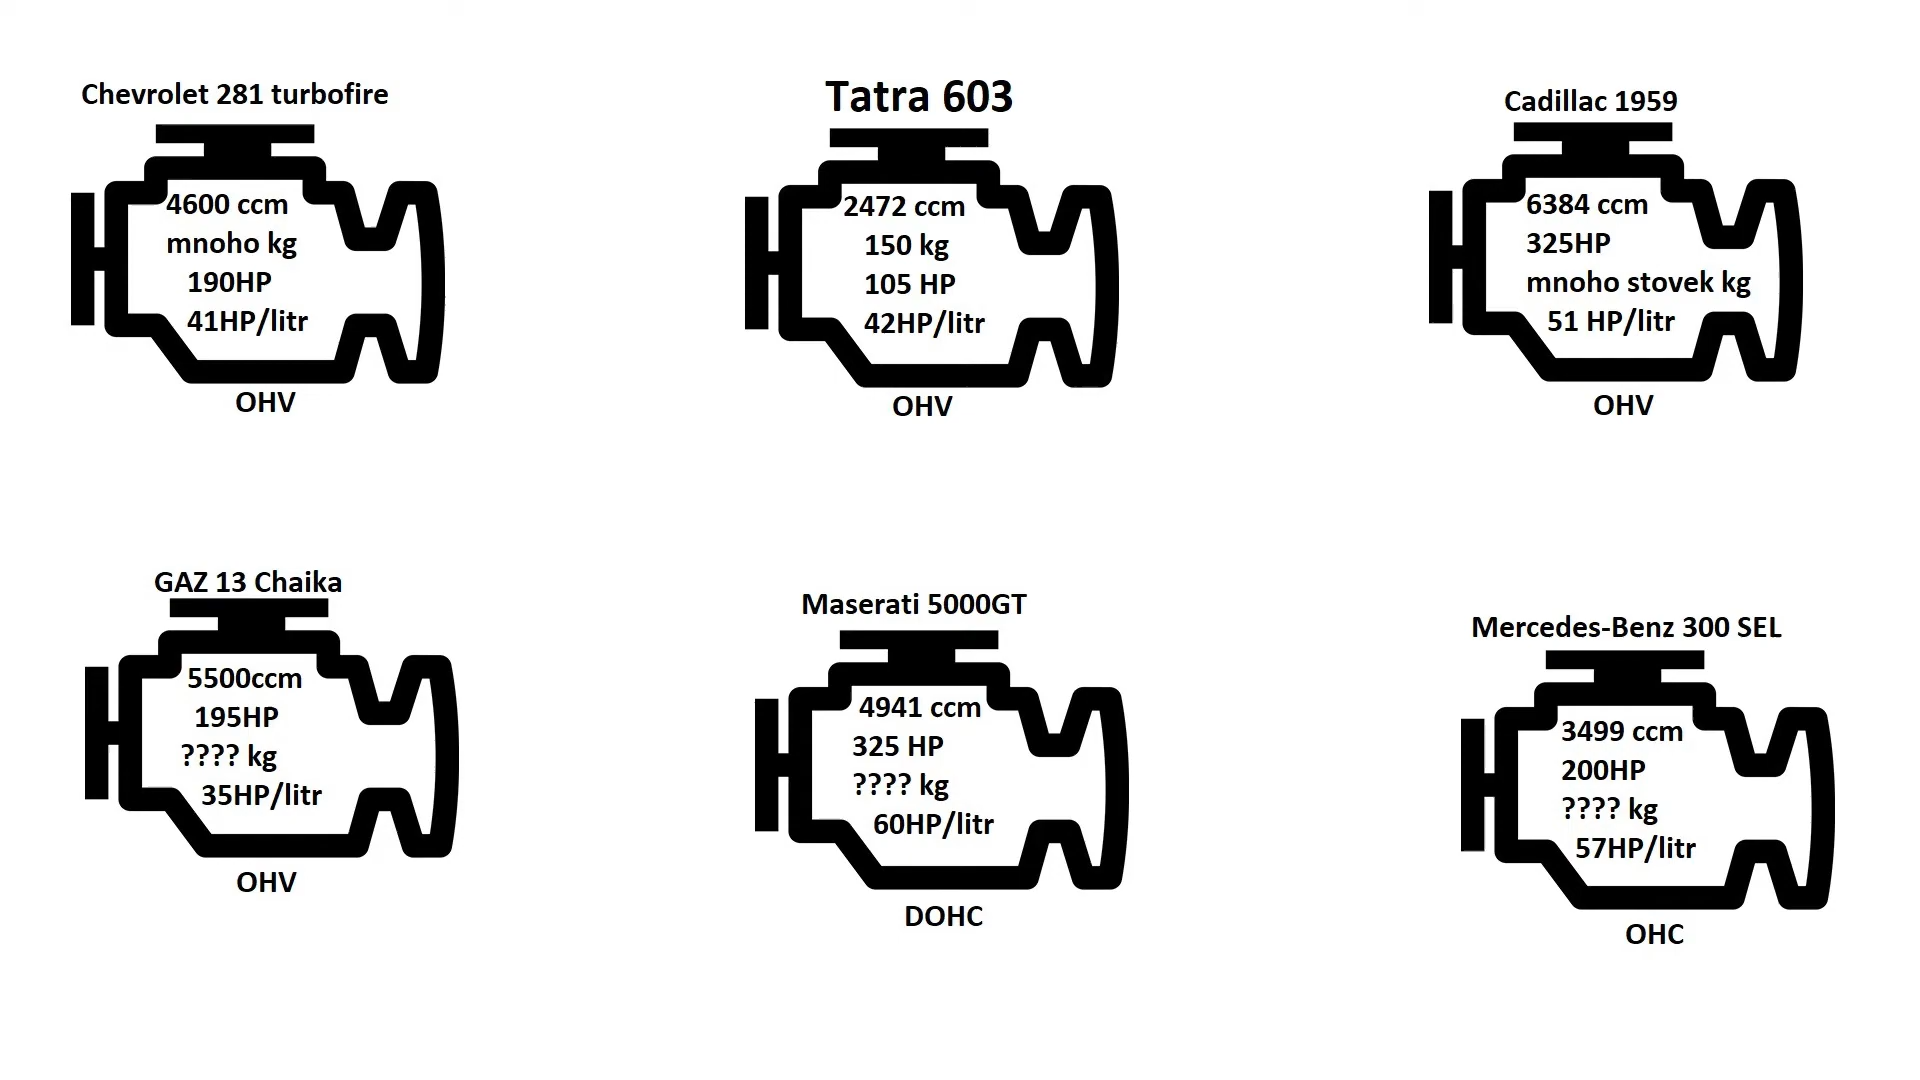 Chevrolet 281 turbofire
4600 ccm
mnoho kg
190HP
41HP/litr
OHV
Tatra 603
2472 ccm
150 kg
105 HP
42HP/litr
OHV
Cadillac 1959
6384 ccm
325HP
mnoho stovek kg
51 HP/litr
OHV
GAZ 13 Chaika
5500ccm
195HP
???? kg
35HP/litr
OHV
Maserati 5000GT
4941 ccm
325 HP
???? kg
60HP/litr
DOHC
Mercedes-Benz 300 SEL
3499 ccm
200HP
???? kg
57HP/litr
OHC